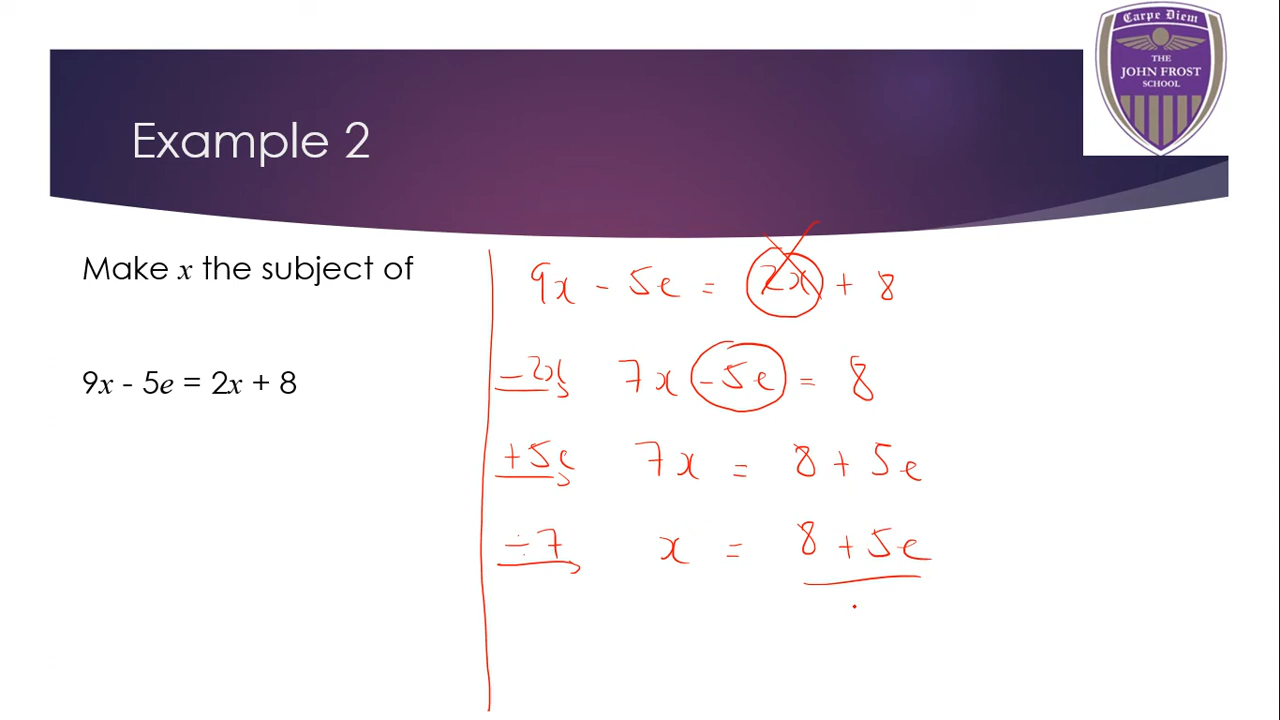 Carpe Diem
THE
JOHN FROST
SCHOOL
Example 2
Make x the subject of
9x - 5e = 2x + 8
9x - 5e = 2x + 8
-2x 7x - 5e = 8
+5e 7x = 8 + 5e
÷7 x = 8 + 5e